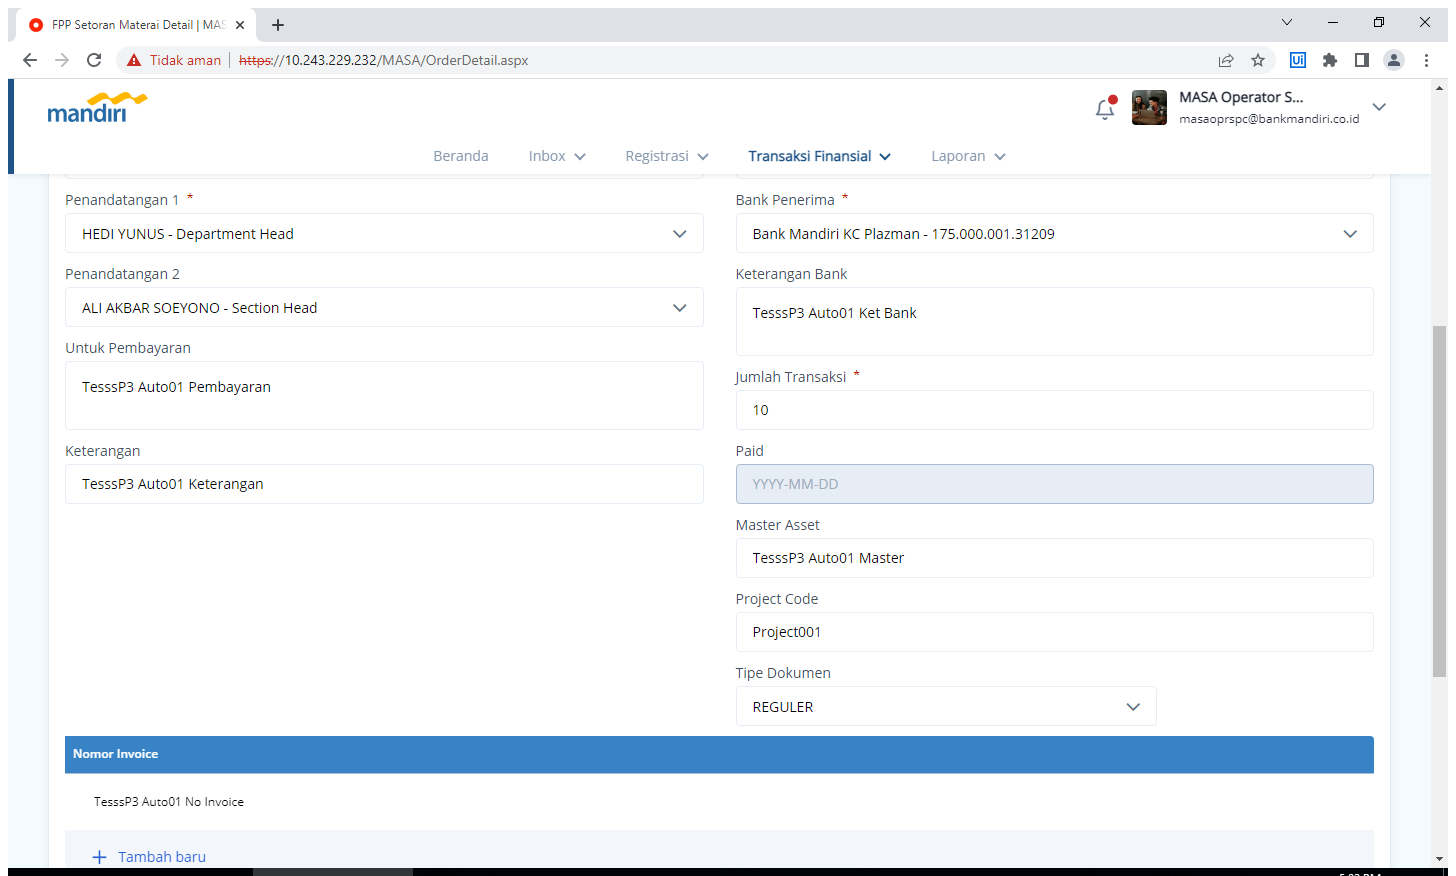 FPP Setoran Materai Detail | MAS
Tidak aman
https://10.243.229.232/MASA/OrderDetail.aspx
Ui
mandiri
MASA Operator S...
masaoprspc@bankmandiri.co.id
Beranda
Inbox
Registrasi
Transaksi Finansial
Laporan
Penandatangan 1 *
HEDI YUNUS - Department Head
Penandatangan 2
ALI AKBAR SOEYONO - Section Head
Untuk Pembayaran
TesssP3 Auto01 Pembayaran
Keterangan
TesssP3 Auto01 Keterangan
Bank Penerima *
Bank Mandiri KC Plazman - 175.000.001.31209
Keterangan Bank
TesssP3 Auto01 Ket Bank
Jumlah Transaksi *
10
Paid
YYYY-MM-DD
Master Asset
TesssP3 Auto01 Master
Project Code
Project001
Tipe Dokumen
REGULER
Nomor Invoice
TesssP3 Auto01 No Invoice
Tambah baru